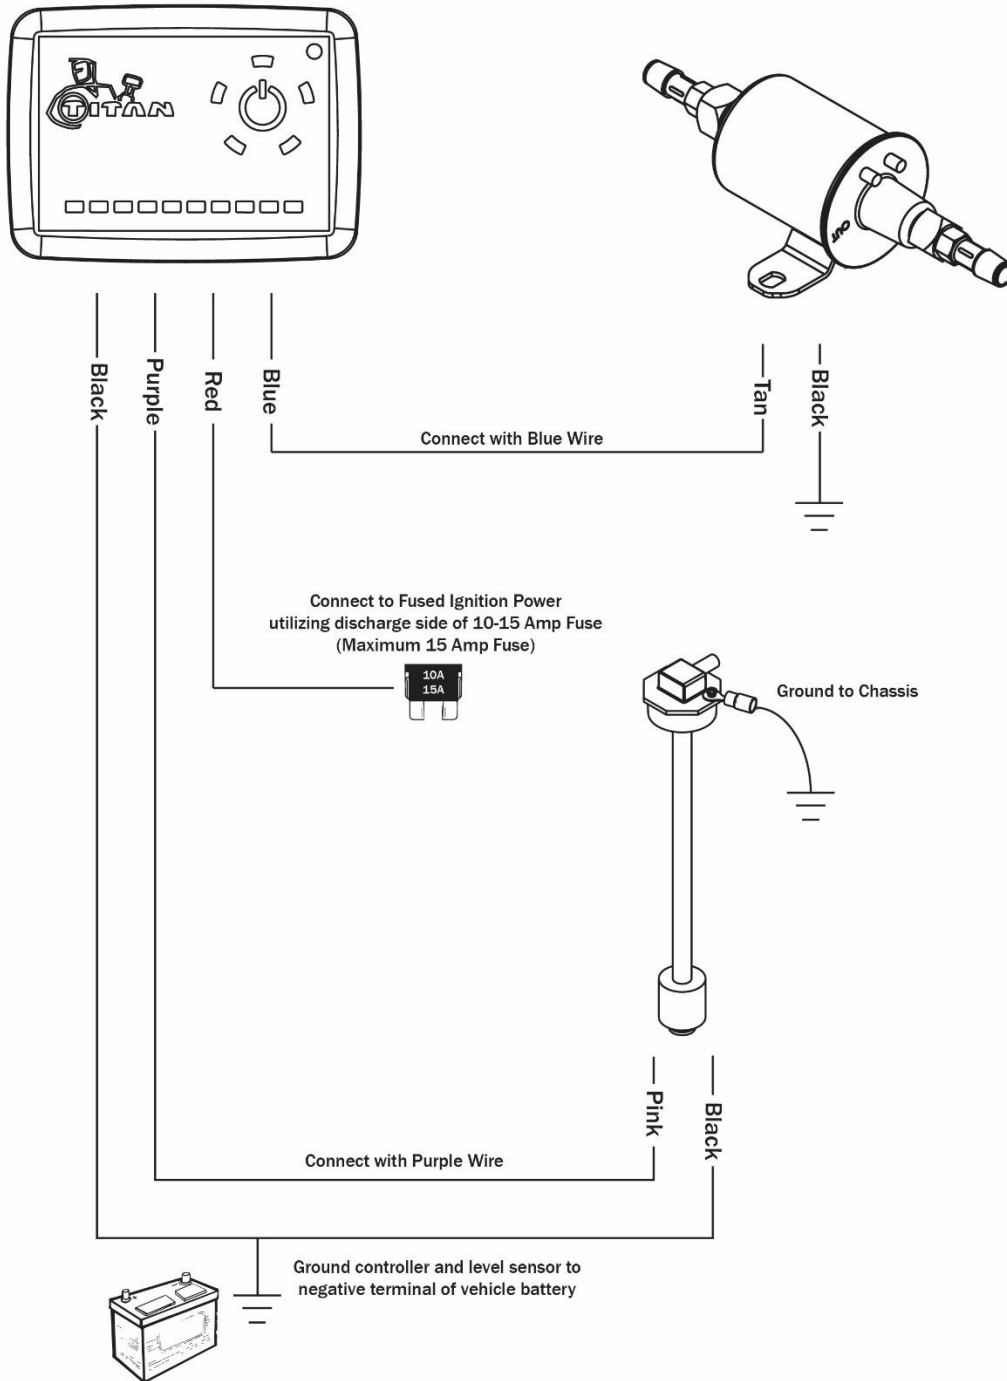 TITAN
OUT
Black
Purple
Red
Blue
Tan
Black
Connect with Blue Wire
Connect to Fused Ignition Power
utilizing discharge side of 10-15 Amp Fuse
(Maximum 15 Amp Fuse)
10A
15A
Ground to Chassis
Pink
Black
Connect with Purple Wire
Ground controller and level sensor to
negative terminal of vehicle battery